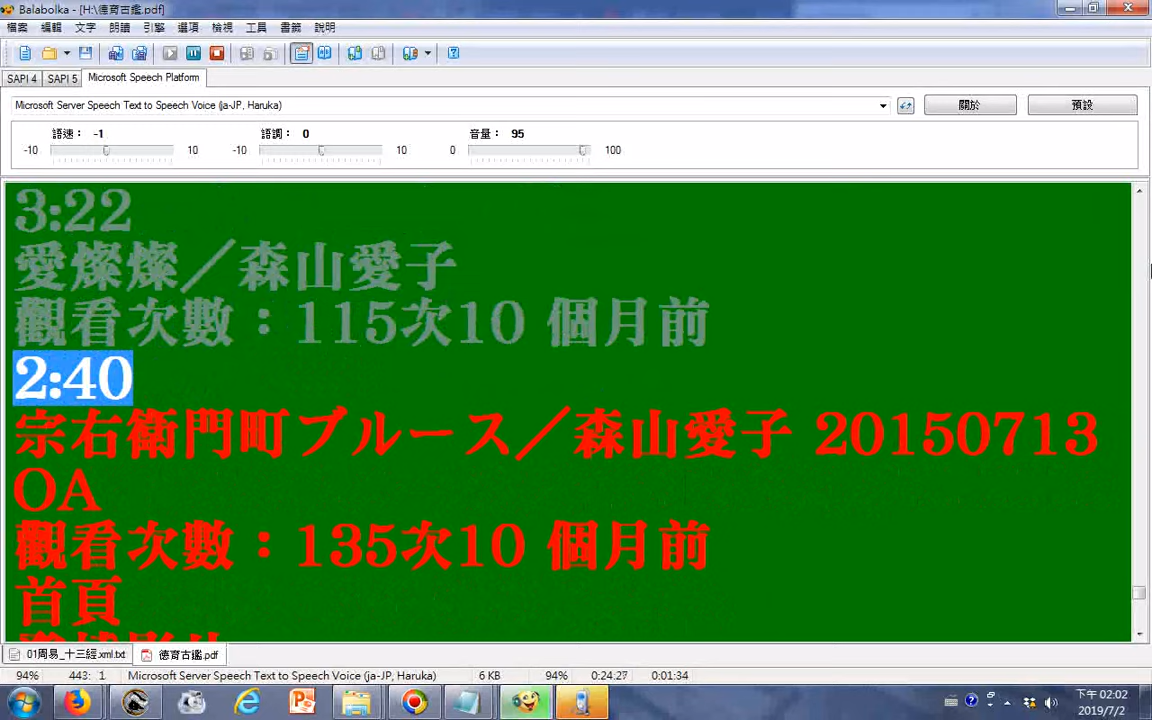 Balabolka - [H:\德育古鑑.pdf]
檔案 編輯 文字 朗讀 引擎 選項 檢視 工具 書籤 說明
SAPI 4 SAPI 5 Microsoft Speech Platform
Microsoft Server Speech Text to Speech Voice (ja-JP, Haruka) 關於 預設
語速： -1 語調： 0 音量： 95
-10 10 -10 10 0 100
3:22
愛燦燦／森山愛子
觀看次數：115次10 個月前
2:40
宗右衛門町ブルース／森山愛子 20150713
OA
觀看次數：135次10 個月前
首頁
01周易_十三經.xml.txt 德育古鑑.pdf
94% 443: 1 Microsoft Server Speech Text to Speech Voice (ja-JP, Haruka) 6 KB 94% 0:24:27 0:01:34
下午 02:02
2019/7/2